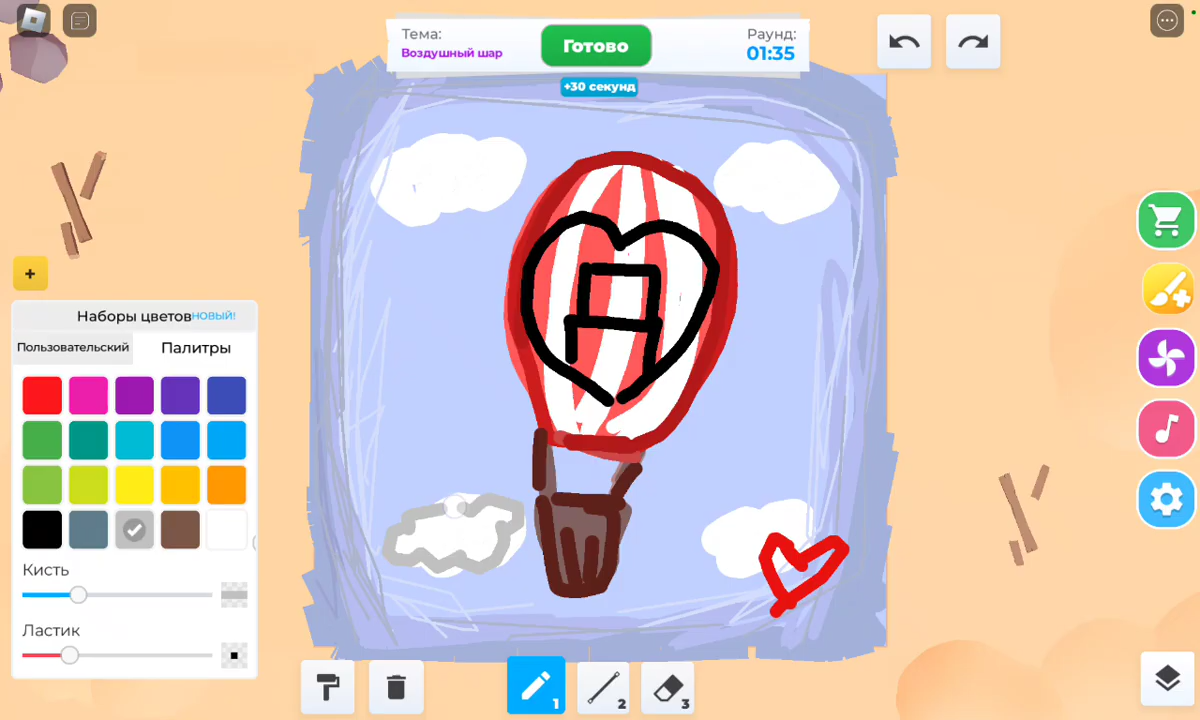 Тема:
Воздушный шар
Готово
Раунд:
01:35
+30 секунд
+
Наборы цветов НОВЫЙ!
Пользовательский
Палитры
Кисть
Ластик
1
2
3